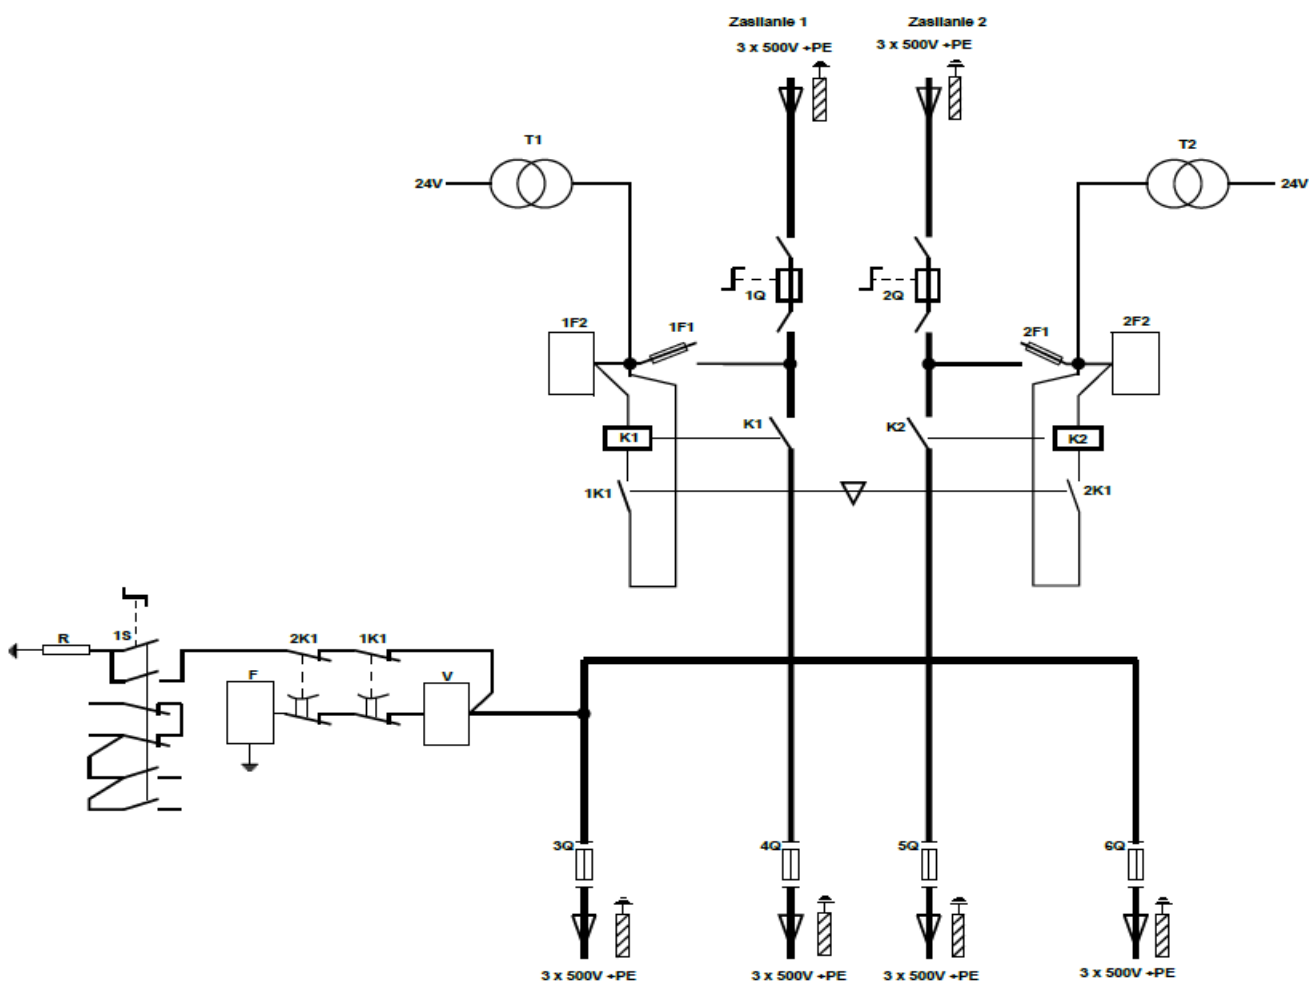 Zasilanie 1
Zasilanie 2
3 x 500V +PE
3 x 500V +PE
T1
T2
24V
24V
1Q
2Q
1F2
1F1
2F1
2F2
K1
K1
K2
K2
1K1
2K1
R
1S
2K1
1K1
F
V
3Q
4Q
5Q
6Q
3 x 500V +PE
3 x 500V +PE
3 x 500V +PE
3 x 500V +PE